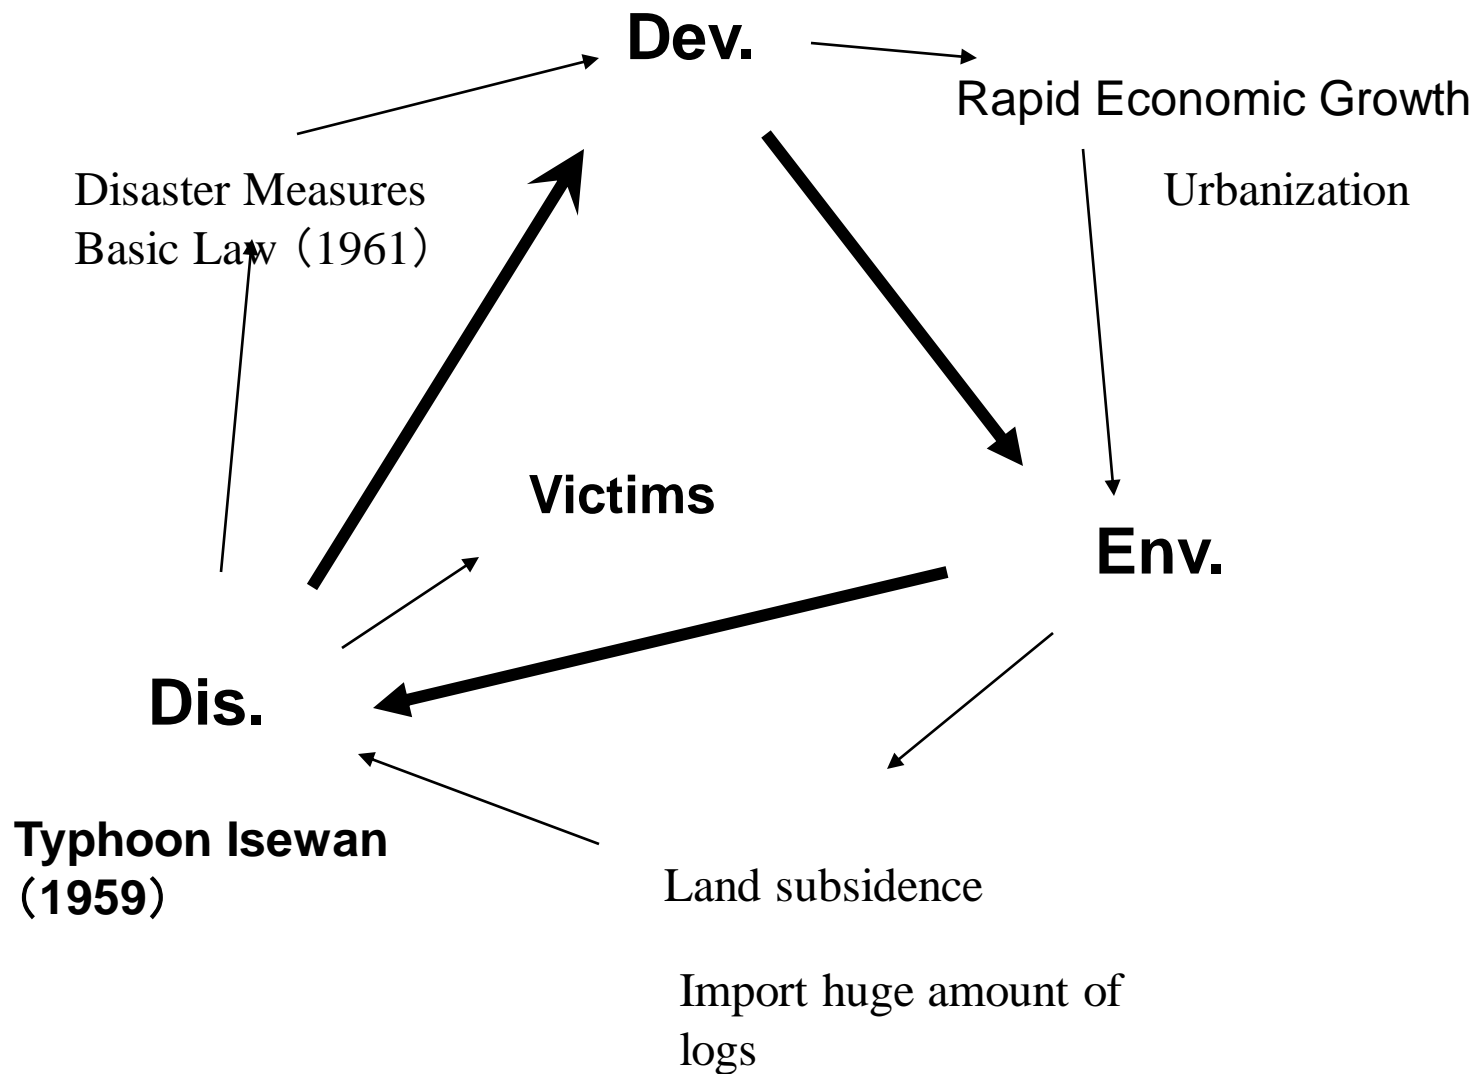 Dev.
Rapid Economic Growth
Disaster Measures
Basic Law（1961）
Urbanization
Victims
Env.
Dis.
Typhoon Isewan
（1959）
Land subsidence
Import huge amount of
logs